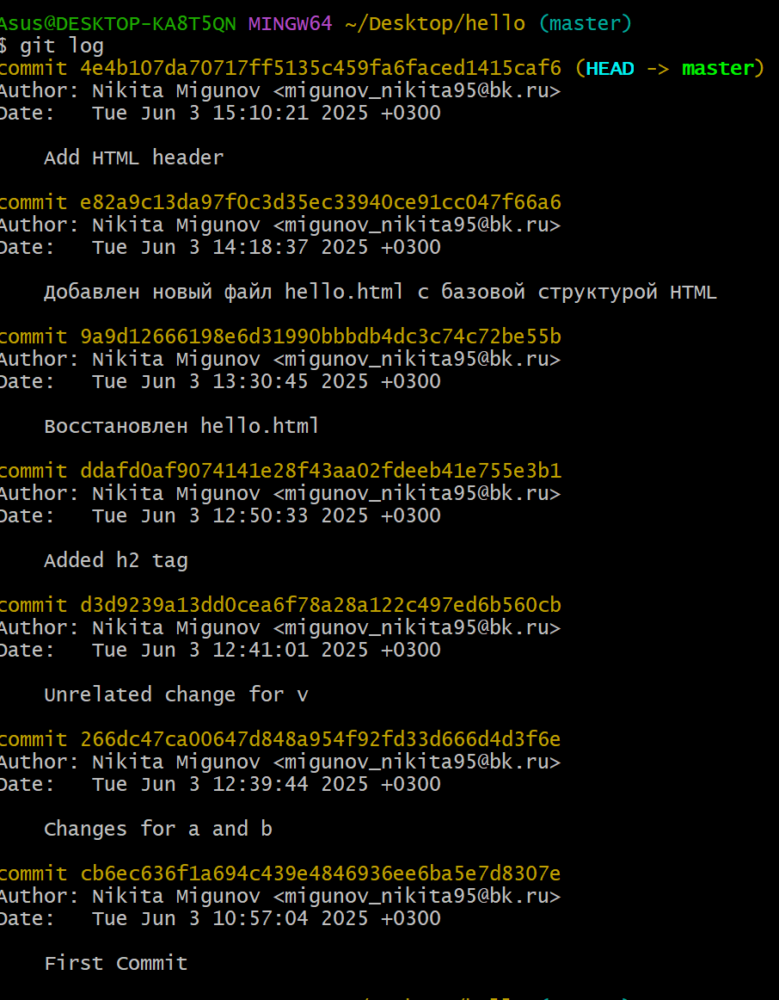 Asus@DESKTOP-KA8T5QN MINGW64 ~/Desktop/hello (master)
$ git log
commit 4e4b107da70717ff5135c459fa6faced1415caf6 (HEAD -> master)
Author: Nikita Migunov <migunov_nikita95@bk.ru>
Date:   Tue Jun 3 15:10:21 2025 +0300
Add HTML header
commit e82a9c13da97f0c3d35ec33940ce91cc047f66a6
Author: Nikita Migunov <migunov_nikita95@bk.ru>
Date:   Tue Jun 3 14:18:37 2025 +0300
Добавлен новый файл hello.html с базовой структурой HTML
commit 9a9d12666198e6d31990bbbdb4dc3c74c72be55b
Author: Nikita Migunov <migunov_nikita95@bk.ru>
Date:   Tue Jun 3 13:30:45 2025 +0300
Восстановлен hello.html
commit ddafd0af9074141e28f43aa02fdeeb41e755e3b1
Author: Nikita Migunov <migunov_nikita95@bk.ru>
Date:   Tue Jun 3 12:50:33 2025 +0300
Added h2 tag
commit d3d9239a13dd0cea6f78a28a122c497ed6b560cb
Author: Nikita Migunov <migunov_nikita95@bk.ru>
Date:   Tue Jun 3 12:41:01 2025 +0300
Unrelated change for v
commit 266dc47ca00647d848a954f92fd33d666d4d3f6e
Author: Nikita Migunov <migunov_nikita95@bk.ru>
Date:   Tue Jun 3 12:39:44 2025 +0300
Changes for a and b
commit cb6ec636f1a694c439e4846936ee6ba5e7d8307e
Author: Nikita Migunov <migunov_nikita95@bk.ru>
Date:   Tue Jun 3 10:57:04 2025 +0300
First Commit